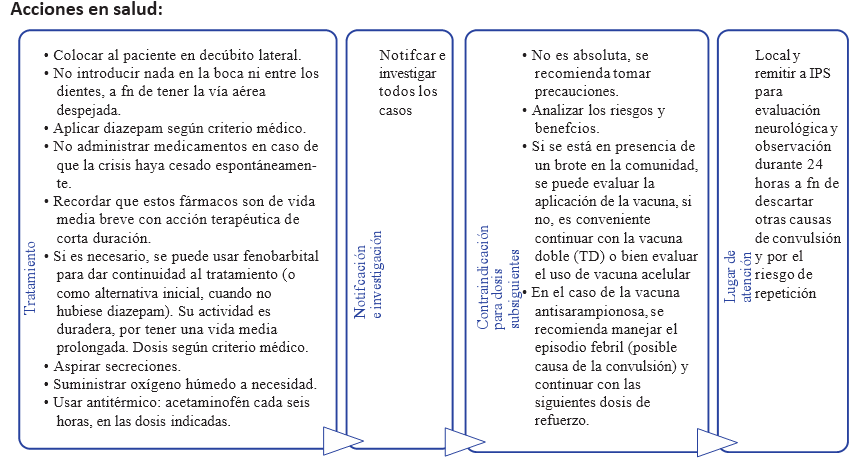 Acciones en salud:
Tratamiento
• Colocar al paciente en decúbito lateral.
• No introducir nada en la boca ni entre los
dientes, a fn de tener la vía aérea
despejada.
• Aplicar diazepam según criterio médico.
• No administrar medicamentos en caso de
que la crisis haya cesado espontáneamen-
te.
• Recordar que estos fármacos son de vida
media breve con acción terapéutica de
corta duración.
• Si es necesario, se puede usar fenobarbital
para dar continuidad al tratamiento (o
como alternativa inicial, cuando no
hubiese diazepam). Su actividad es
duradera, por tener una vida media
prolongada. Dosis según criterio médico.
• Aspirar secreciones.
• Suministrar oxígeno húmedo a necesidad.
• Usar antitérmico: acetaminofén cada seis
horas, en las dosis indicadas.
Notifcación
e investigación
Notifcar e
investigar
todos los
casos
Contraindicación
para dosis
subsiguientes
• No es absoluta, se
recomienda tomar
precauciones.
• Analizar los riesgos y
benefcios.
• Si se está en presencia de
un brote en la comunidad,
se puede evaluar la
aplicación de la vacuna, si
no, es conveniente
continuar con la vacuna
doble (TD) o bien evaluar
el uso de vacuna acelular
• En el caso de la vacuna
antisarampionosa, se
recomienda manejar el
episodio febril (posible
causa de la convulsión) y
continuar con las
siguientes dosis de
refuerzo.
Lugar de
atención
Local y
remitir a IPS
para
evaluación
neurológica y
observación
durante 24
horas a fn de
descartar
otras causas
de convulsión
y por el
riesgo de
repetición